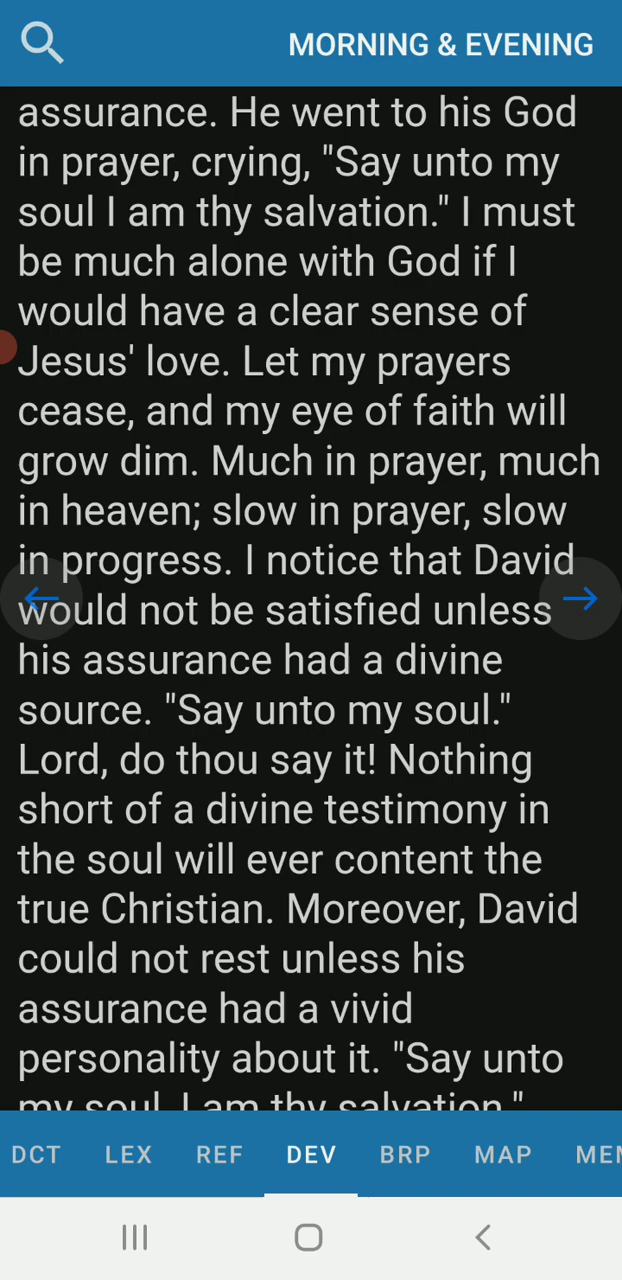 MORNING & EVENING
assurance. He went to his God
in prayer, crying, "Say unto my
soul I am thy salvation." I must
be much alone with God if I
would have a clear sense of
Jesus' love. Let my prayers
cease, and my eye of faith will
grow dim. Much in prayer, much
in heaven; slow in prayer, slow
in progress. I notice that David
would not be satisfied unless
his assurance had a divine
source. "Say unto my soul."
Lord, do thou say it! Nothing
short of a divine testimony in
the soul will ever content the
true Christian. Moreover, David
could not rest unless his
assurance had a vivid
personality about it. "Say unto
my soul, I am thy salvation."
DCT LEX REF DEV BRP MAP